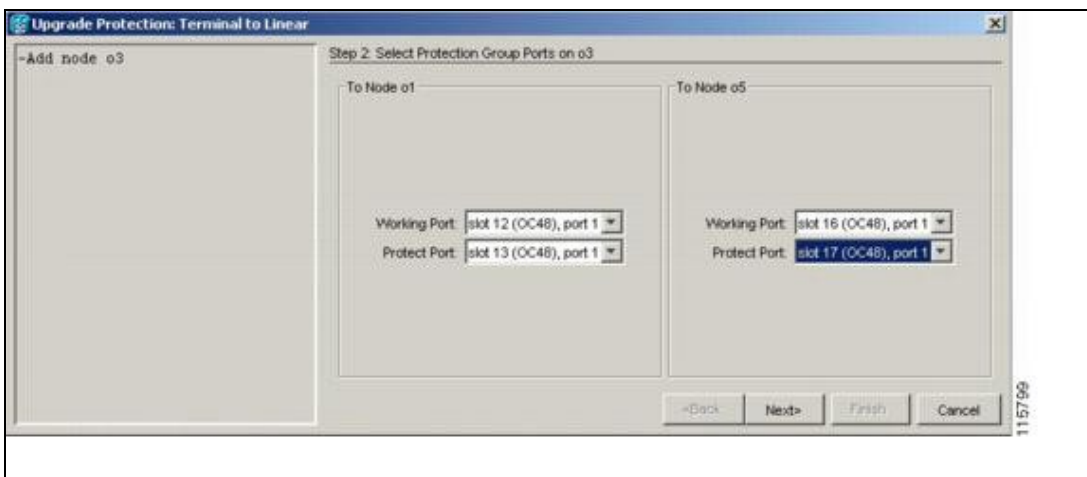 Upgrade Protection: Terminal to Linear
-Add node o3
Step 2: Select Protection Group Ports on o3
To Node o1
Working Port: slot 12 (OC48), port 1
Protect Port: slot 13 (OC48), port 1
To Node o5
Working Port: slot 16 (OC48), port 1
Protect Port: slot 17 (OC48), port 1
<Back
Next>
Finish
Cancel
115799